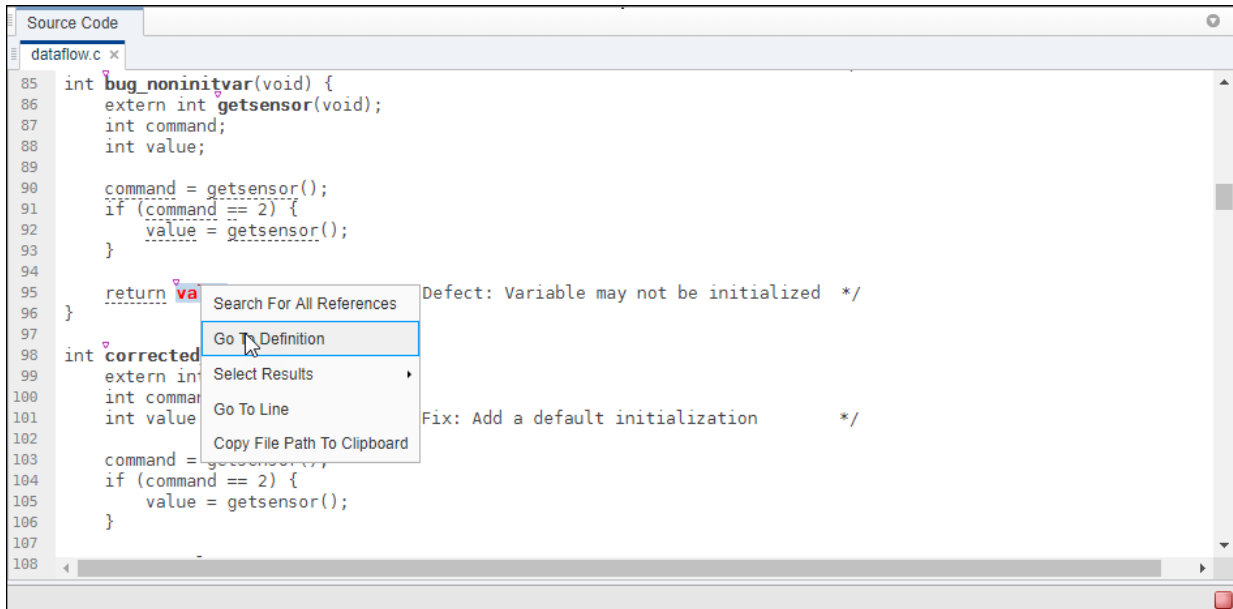 Source Code
dataflow.c ×
85 int bug_noninitvar(void) {
86 extern int getsensor(void);
87 int command;
88 int value;
89
90 command = getsensor();
91 if (command == 2) {
92 value = getsensor();
93 }
94
95 return va Defect: Variable may not be initialized */
96 }
97
98 int corrected
99 extern int
100 int comman
101 int value Fix: Add a default initialization */
102
103 command = getsensor();
104 if (command == 2) {
105 value = getsensor();
106 }
107
108
Search For All References
Go To Definition
Select Results
Go To Line
Copy File Path To Clipboard